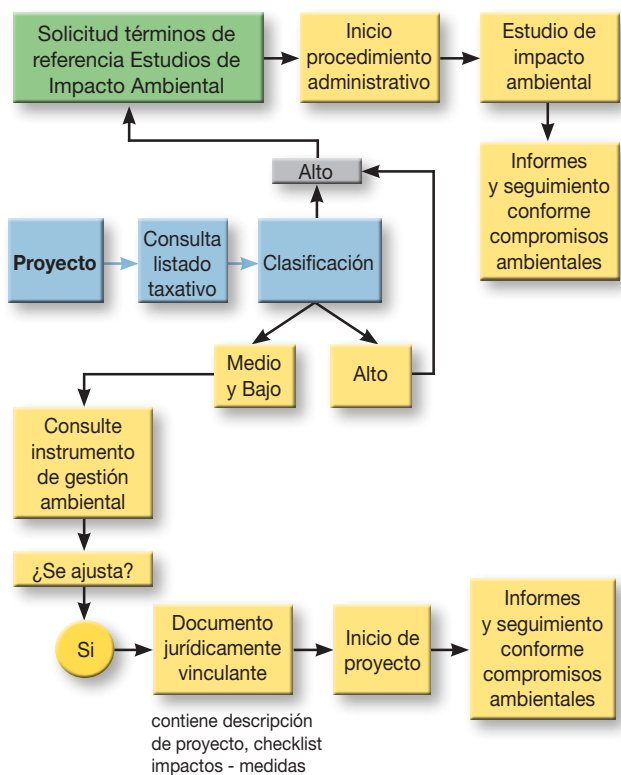 Solicitud términos de
referencia Estudios de
Impacto Ambiental
Inicio
procedimiento
administrativo
Estudio de
impacto
ambiental
Informes
y seguimiento
conforme
compromisos
ambientales
Alto
Proyecto
Consulta
listado
taxativo
Clasificación
Medio
y Bajo
Alto
Consulte
instrumento
de gestión
ambiental
¿Se ajusta?
Si
Documento
jurídicamente
vinculante
contiene descripción
de proyecto, checklist
impactos - medidas
Inicio de
proyecto
Informes
y seguimiento
conforme
compromisos
ambientales